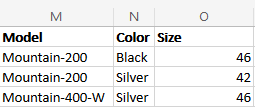 M N O
Model Color Size
Mountain-200 Black 46
Mountain-200 Silver 42
Mountain-400-W Silver 46